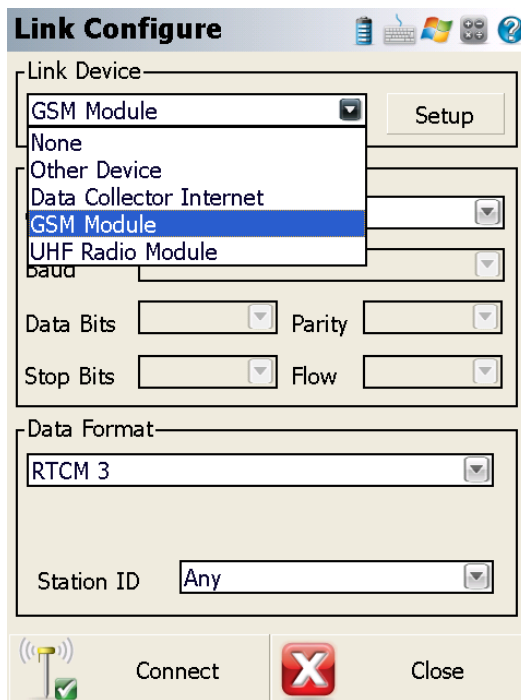 Link Configure
Link Device
GSM Module
Setup
None
Other Device
Data Collector Internet
GSM Module
UHF Radio Module
Baud
Data Bits
Parity
Stop Bits
Flow
Data Format
RTCM 3
Station ID
Any
Connect
Close